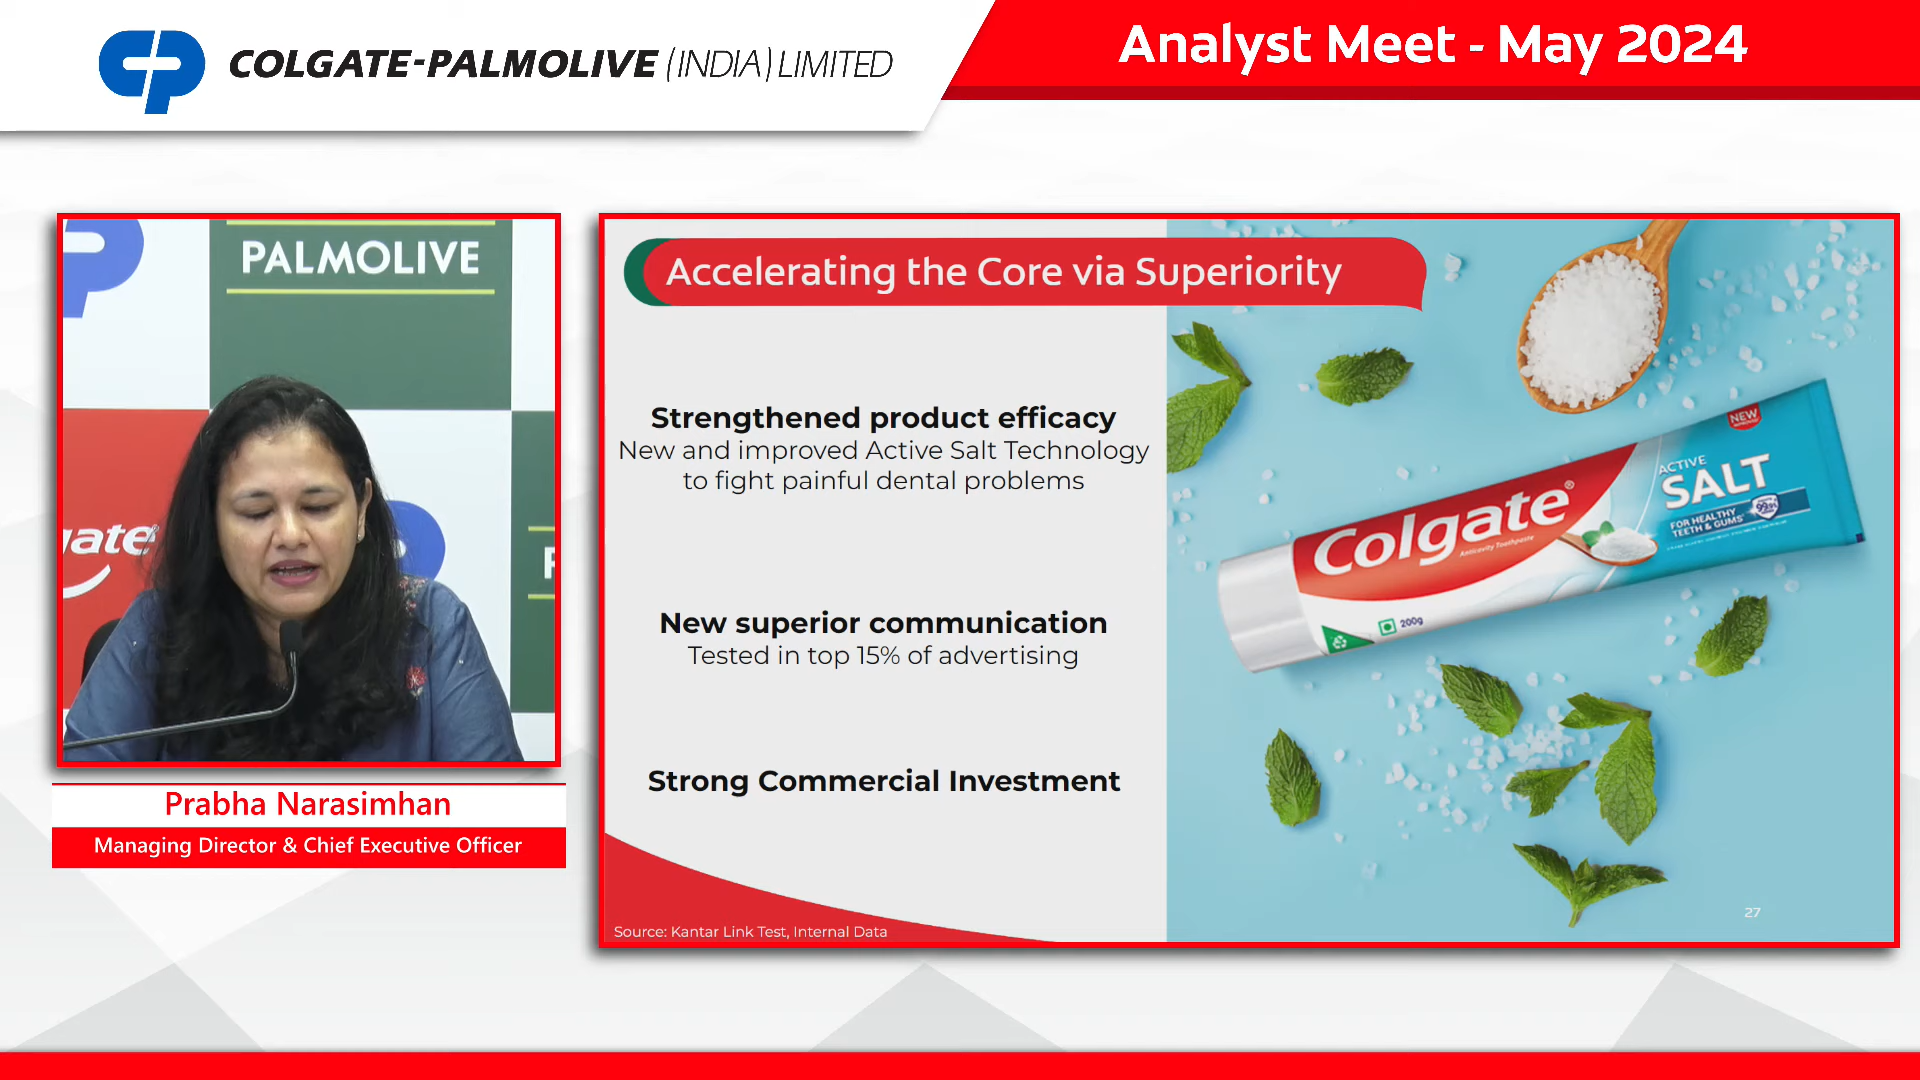 COLGATE-PALMOLIVE (INDIA) LIMITED
Analyst Meet - May 2024
PALMOLIVE
gate
Prabha Narasimhan
Managing Director & Chief Executive Officer
Accelerating the Core via Superiority
Strengthened product efficacy
New and improved Active Salt Technology
to fight painful dental problems
New superior communication
Tested in top 15% of advertising
Strong Commercial Investment
Source: Kantar Link Test, Internal Data
NEW
ACTIVE
SALT
FOR HEALTHY
TEETH & GUMS
Colgate®
Anticavity Toothpaste
200g
27